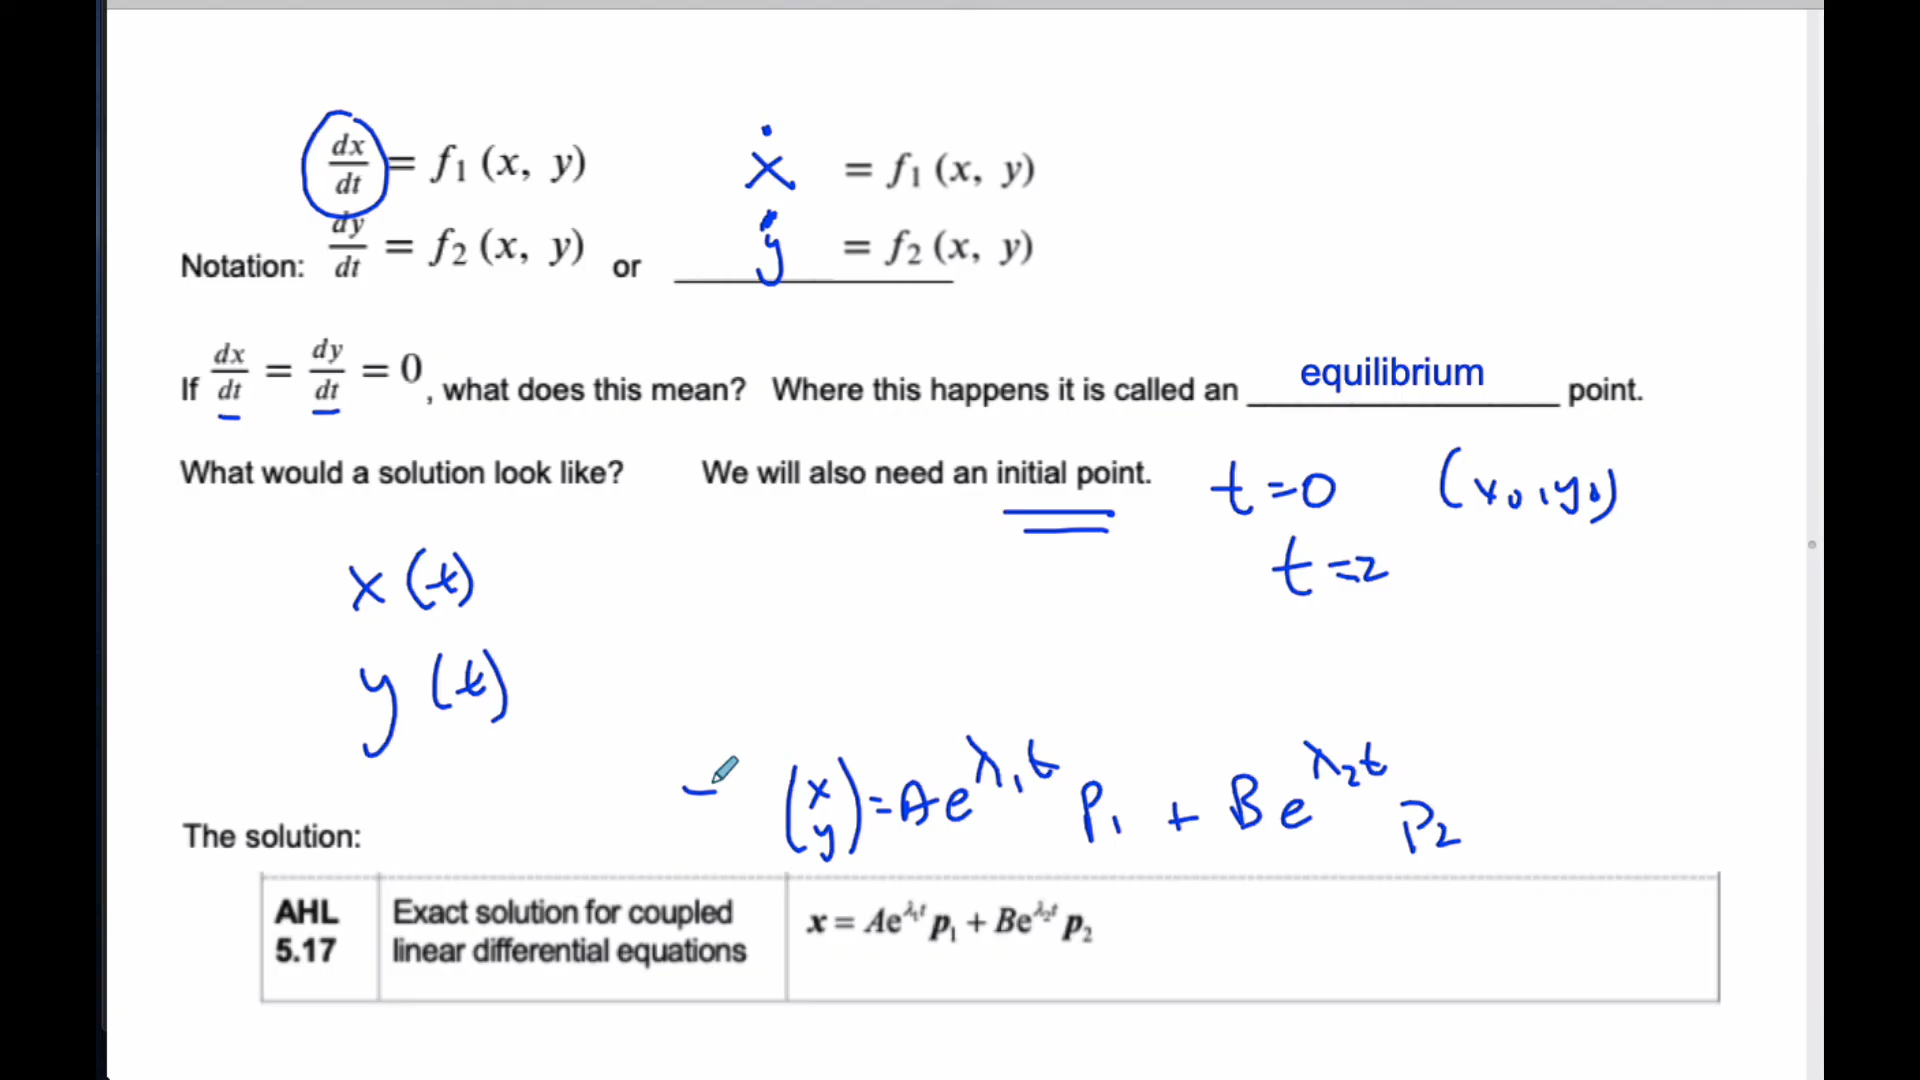 dx/dt = f₁ (x, y)    ẋ = f₁ (x, y)
Notation: dy/dt = f₂ (x, y) or ẏ = f₂ (x, y)
If dx/dt = dy/dt = 0, what does this mean? Where this happens it is called an equilibrium point.
What would a solution look like? We will also need an initial point. t=0 (x₀,y₀)
t=2
x(t)
y(t)
(x y) = Ae^λ₁t P₁ + Be^λ₂t P₂
The solution:
AHL 5.17 | Exact solution for coupled linear differential equations | x = Ae^λ₁t p₁ + Be^λ₂t p₂